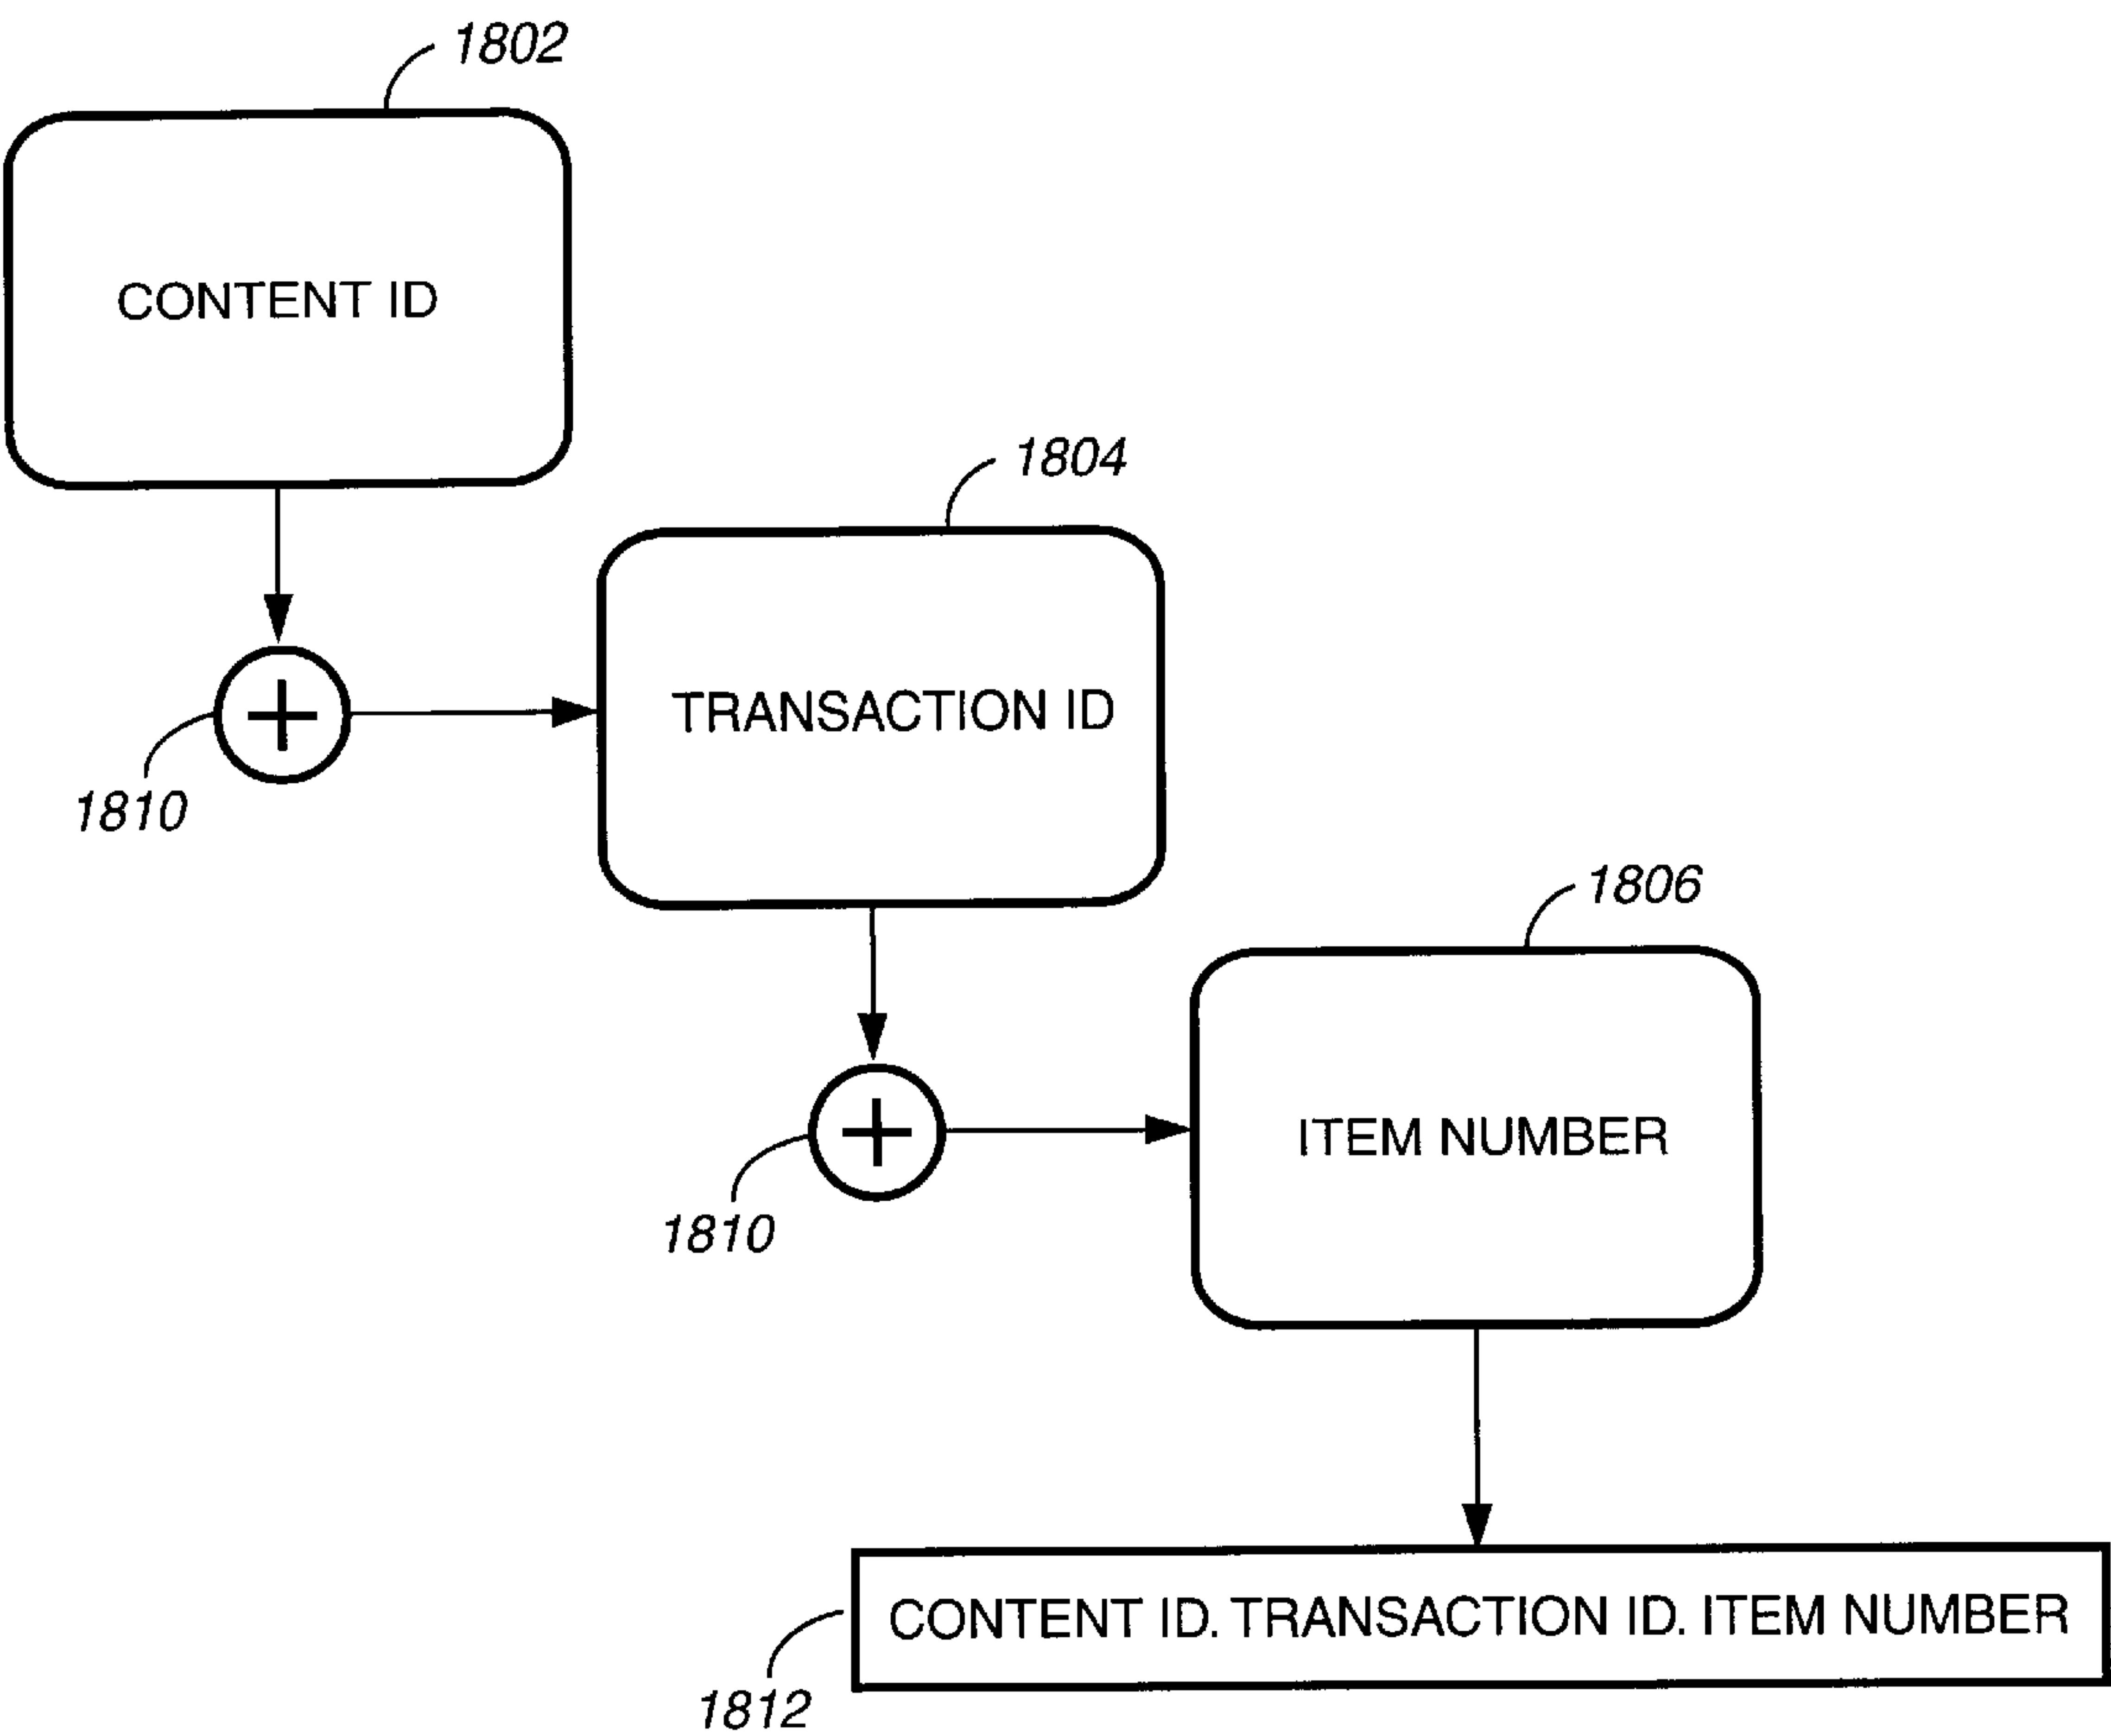 1802
CONTENT ID
1804
TRANSACTION ID
1810
1806
ITEM NUMBER
1810
CONTENT ID. TRANSACTION ID. ITEM NUMBER
1812